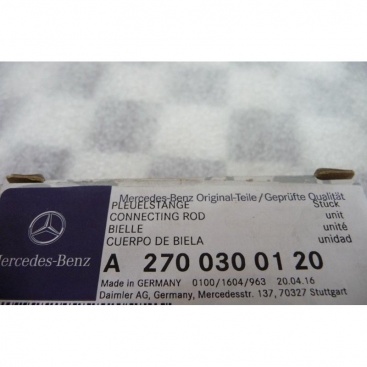 Mercedes-Benz Original-Teile/Geprüfte Qualität
PLEUELSTANGE Stück
CONNECTING ROD unit
BIELLE unité
CUERPO DE BIELA unidad
Mercedes-Benz
A 270 030 01 20
Made in GERMANY 0100/1604/963 20.04.16
Daimler AG, Germany, Mercedesstr. 137, 70327 Stuttgart